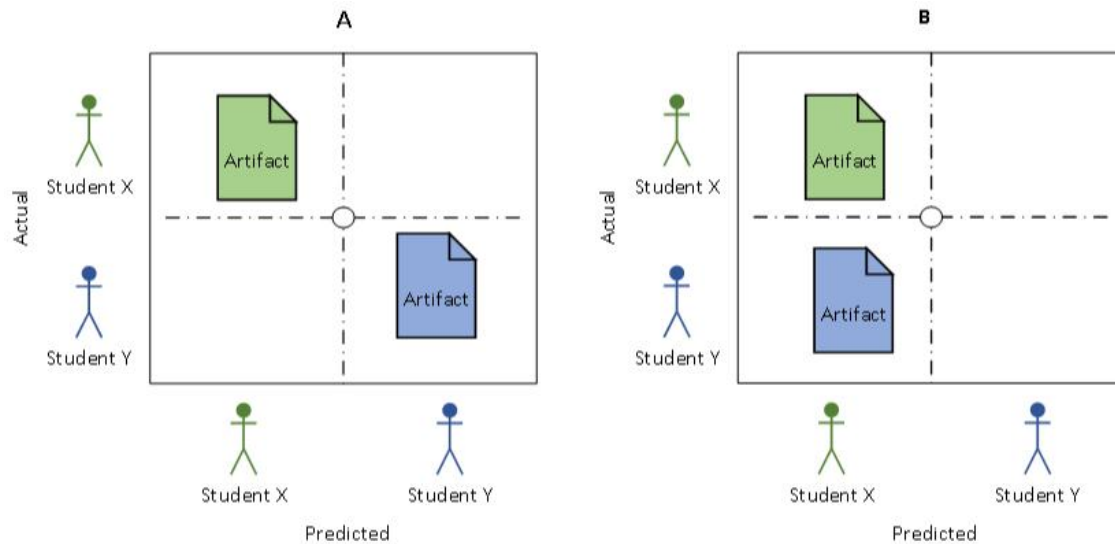 A
B
Artifact
Artifact
Student X
Student X
Actual
Actual
Artifact
Artifact
Student Y
Student Y
Student X
Student Y
Student X
Student Y
Predicted
Predicted